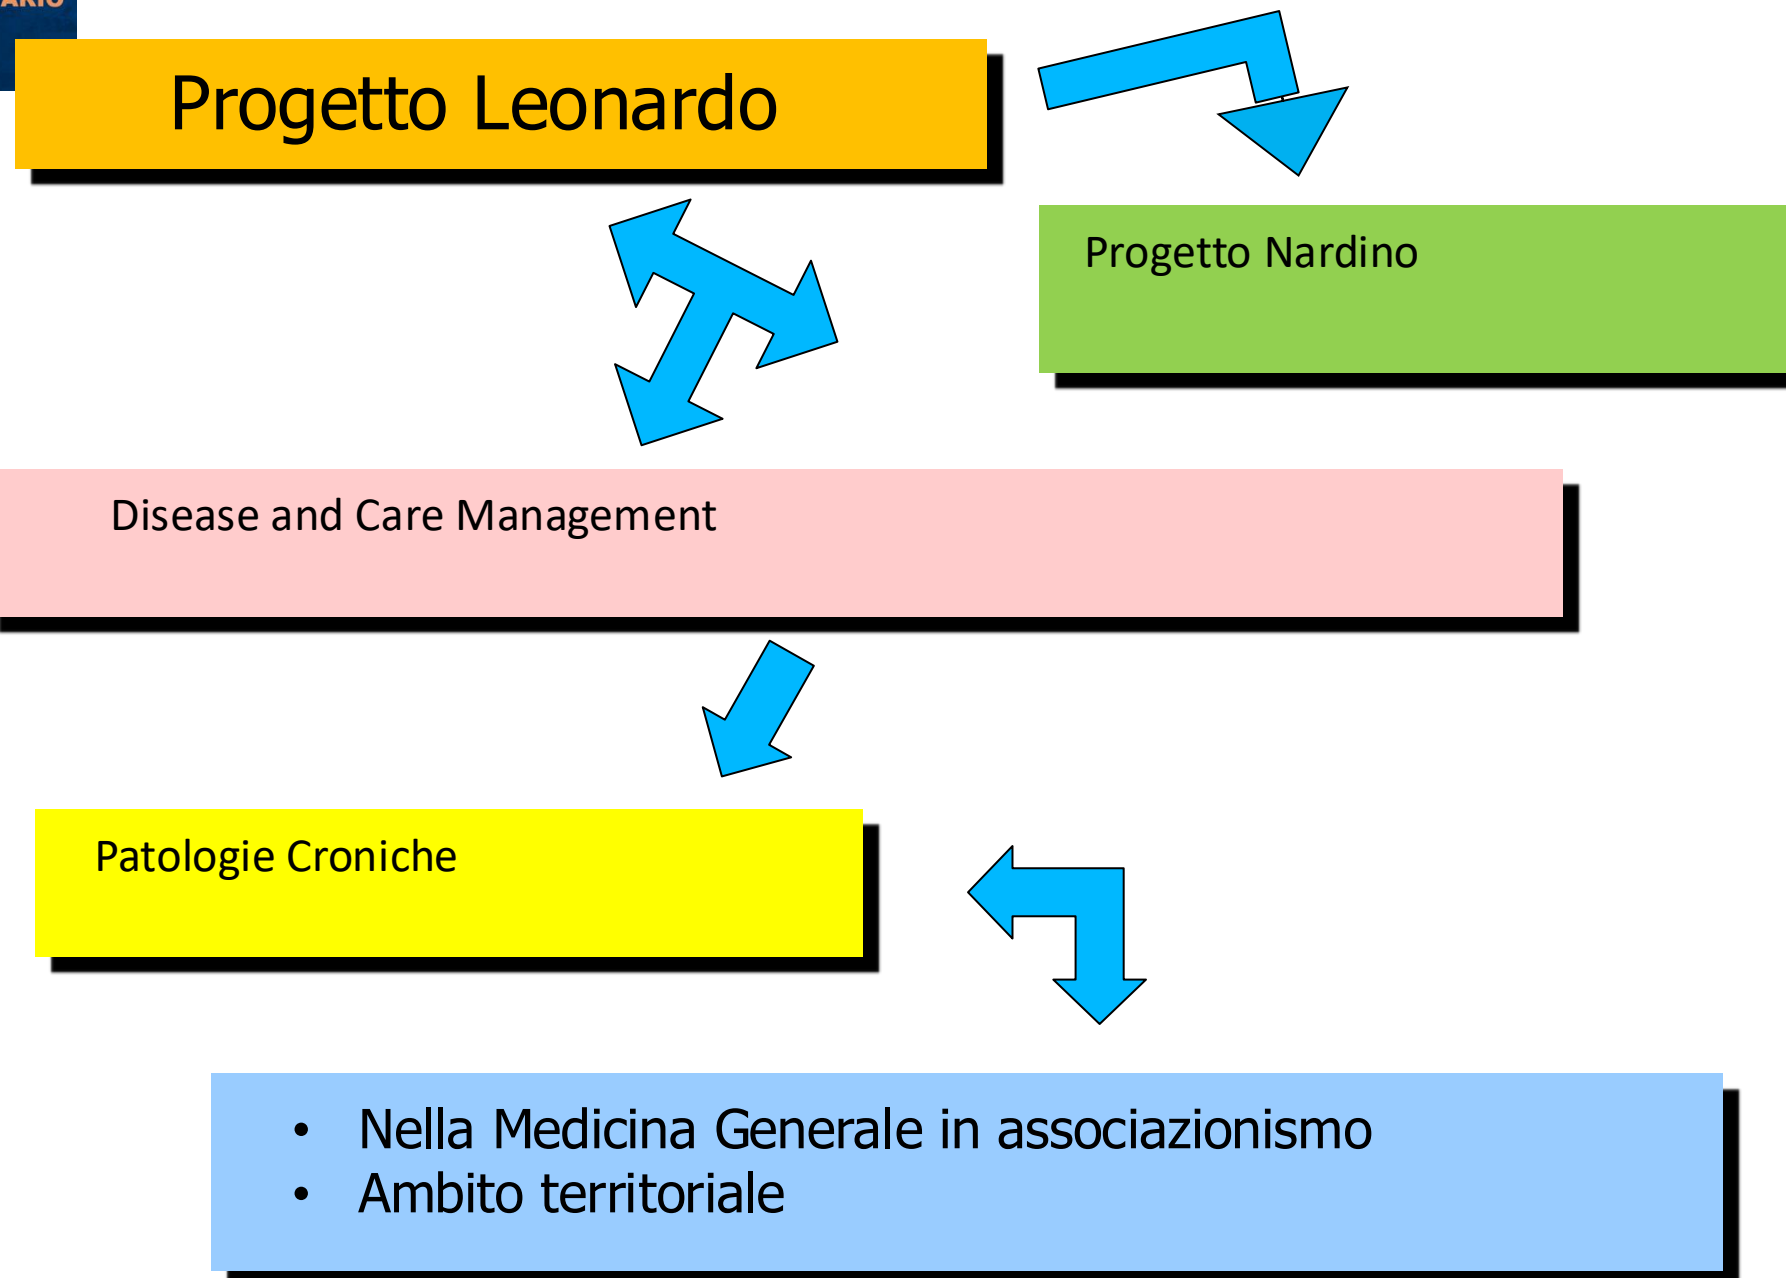 Progetto Leonardo
Progetto Nardino
Disease and Care Management
Patologie Croniche
• Nella Medicina Generale in associazionismo
• Ambito territoriale